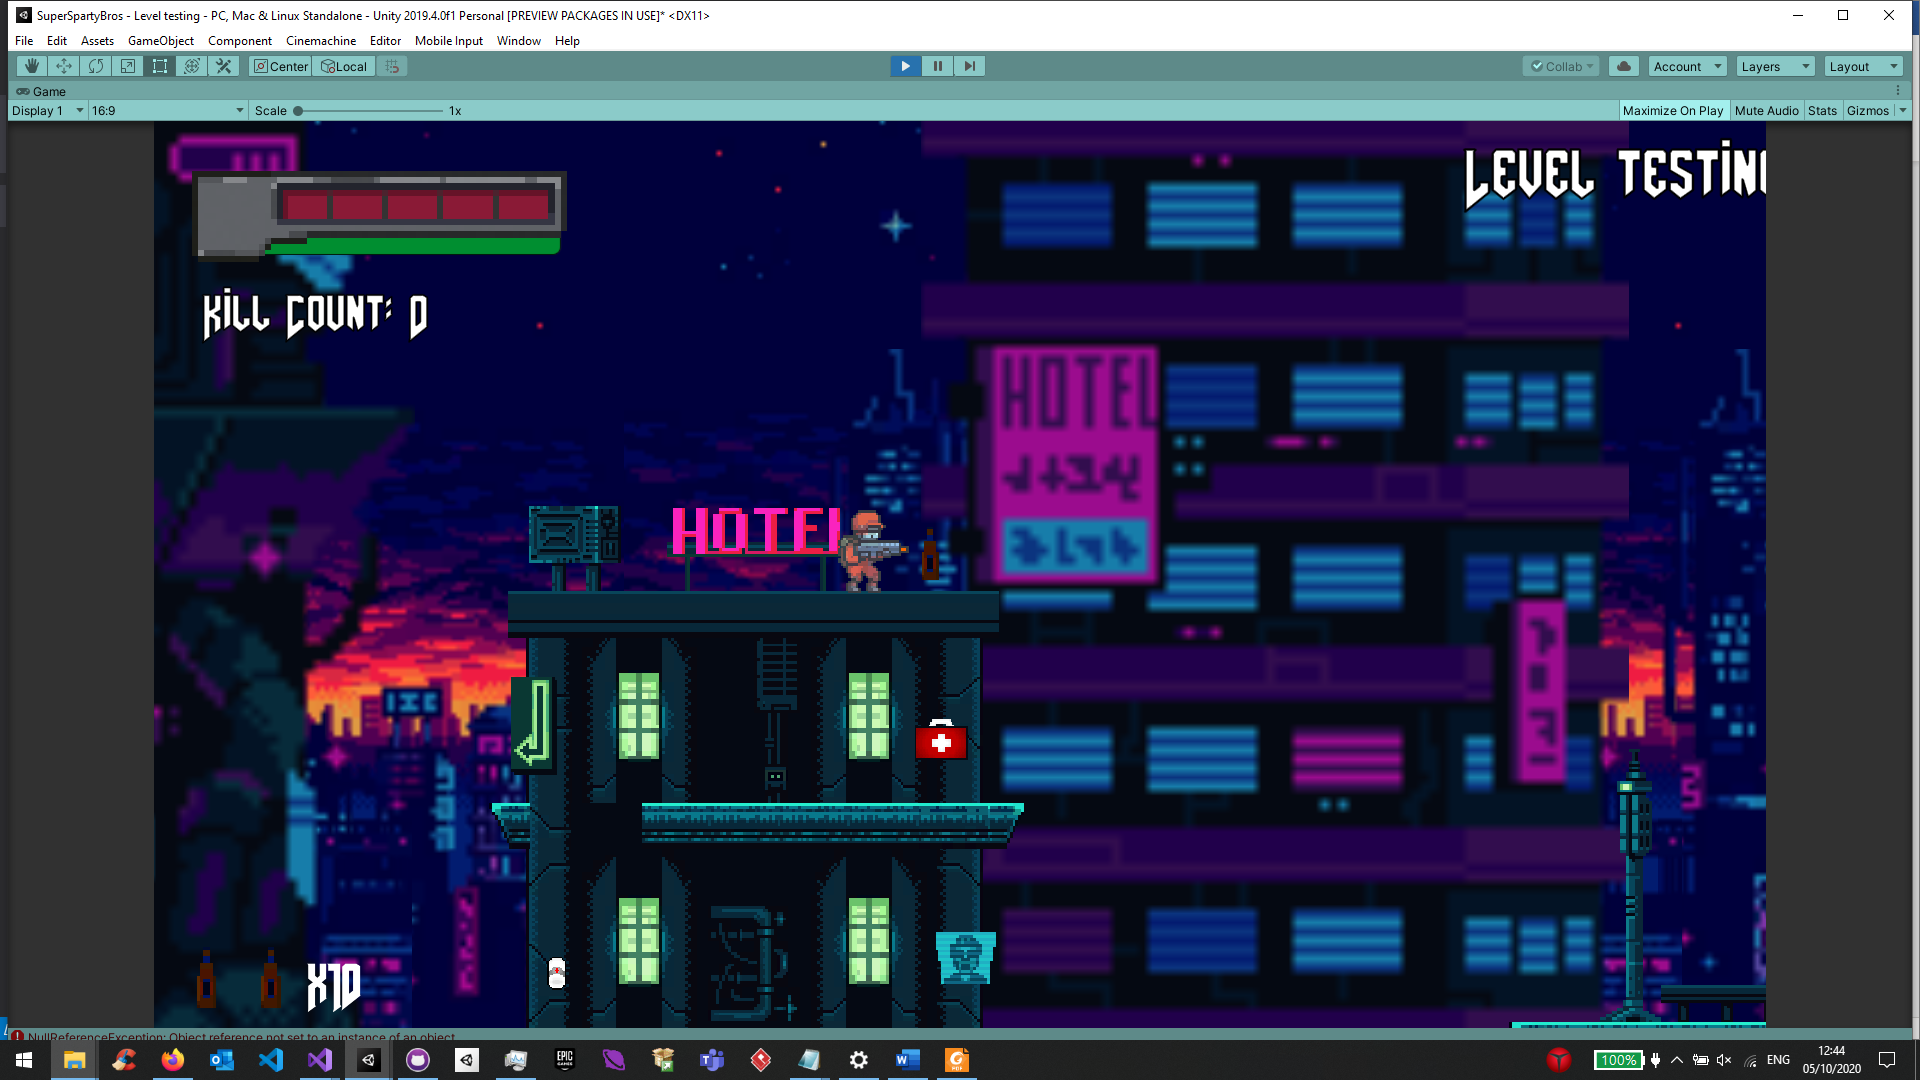 SuperSpartyBros - Level testing - PC, Mac & Linux Standalone - Unity 2019.4.0f1 Personal [PREVIEW PACKAGES IN USE]* <DX11>
File Edit Assets GameObject Component Cinemachine Editor Mobile Input Window Help
Center Local Collab Account Layers Layout
Game
Display 1 16:9 Scale 1x Maximize On Play Mute Audio Stats Gizmos
LEVEL TESTIN
KILL COUNT: 0
HOTEL
HOTEL
X10
NullReferenceException: Object reference not set to an instance of an object
EPIC GAMES
100% ENG 12:44
05/10/2020